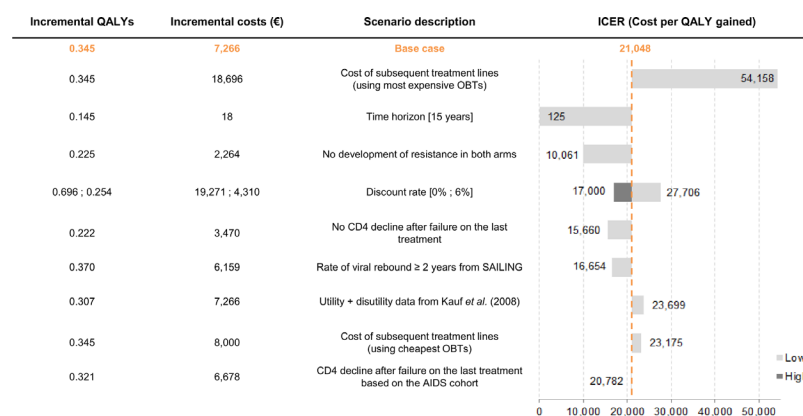 Incremental QALYs Incremental costs (€) Scenario description ICER (Cost per QALY gained)
0.345 7,266 Base case 21,048
0.345 18,696 Cost of subsequent treatment lines
(using most expensive OBTs) 54,158
0.145 18 Time horizon [15 years] 125
0.225 2,264 No development of resistance in both arms 10,061
0.696 ; 0.254 19,271 ; 4,310 Discount rate [0% ; 6%] 17,000 27,706
0.222 3,470 No CD4 decline after failure on the last
treatment 15,660
0.370 6,159 Rate of viral rebound ≥ 2 years from SAILING 16,654
0.307 7,266 Utility + disutility data from Kauf et al. (2008) 23,699
0.345 8,000 Cost of subsequent treatment lines
(using cheapest OBTs) 23,175
Low
0.321 6,678 CD4 decline after failure on the last treatment
based on the AIDS cohort 20,782
0 10,000 20,000 30,000 40,000 50,000